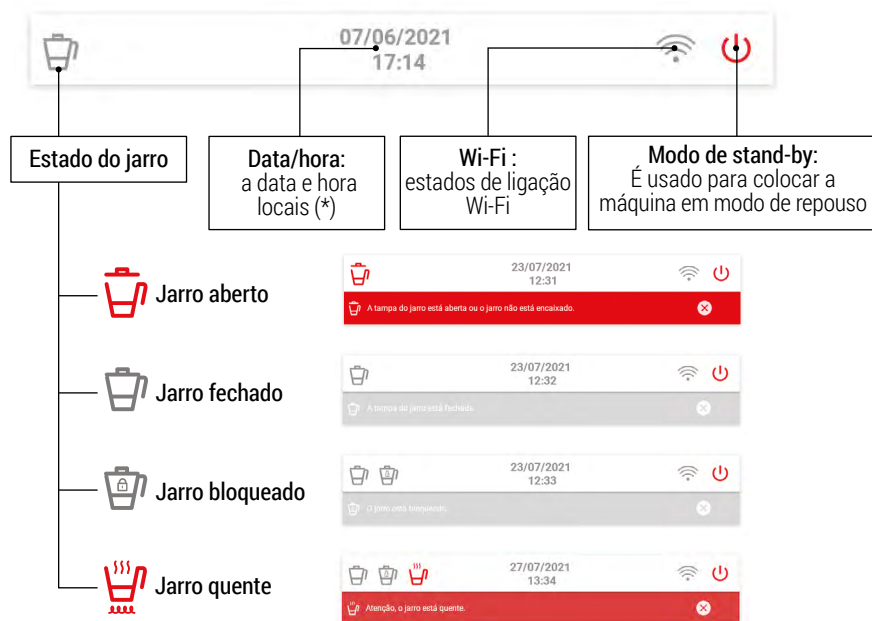 07/06/2021
17:14
Estado do jarro
Data/hora:
a data e hora
locais (*)
Wi-Fi :
estados de ligação
Wi-Fi
Modo de stand-by:
É usado para colocar a
máquina em modo de repouso
Jarro aberto
23/07/2021
12:31
A tampa do jarro está aberta ou o jarro não está encaixado.
Jarro fechado
23/07/2021
12:32
A tampa do jarro está fechada.
Jarro bloqueado
23/07/2021
12:33
O jarro está bloqueado.
Jarro quente
27/07/2021
13:34
Atenção, o jarro está quente.